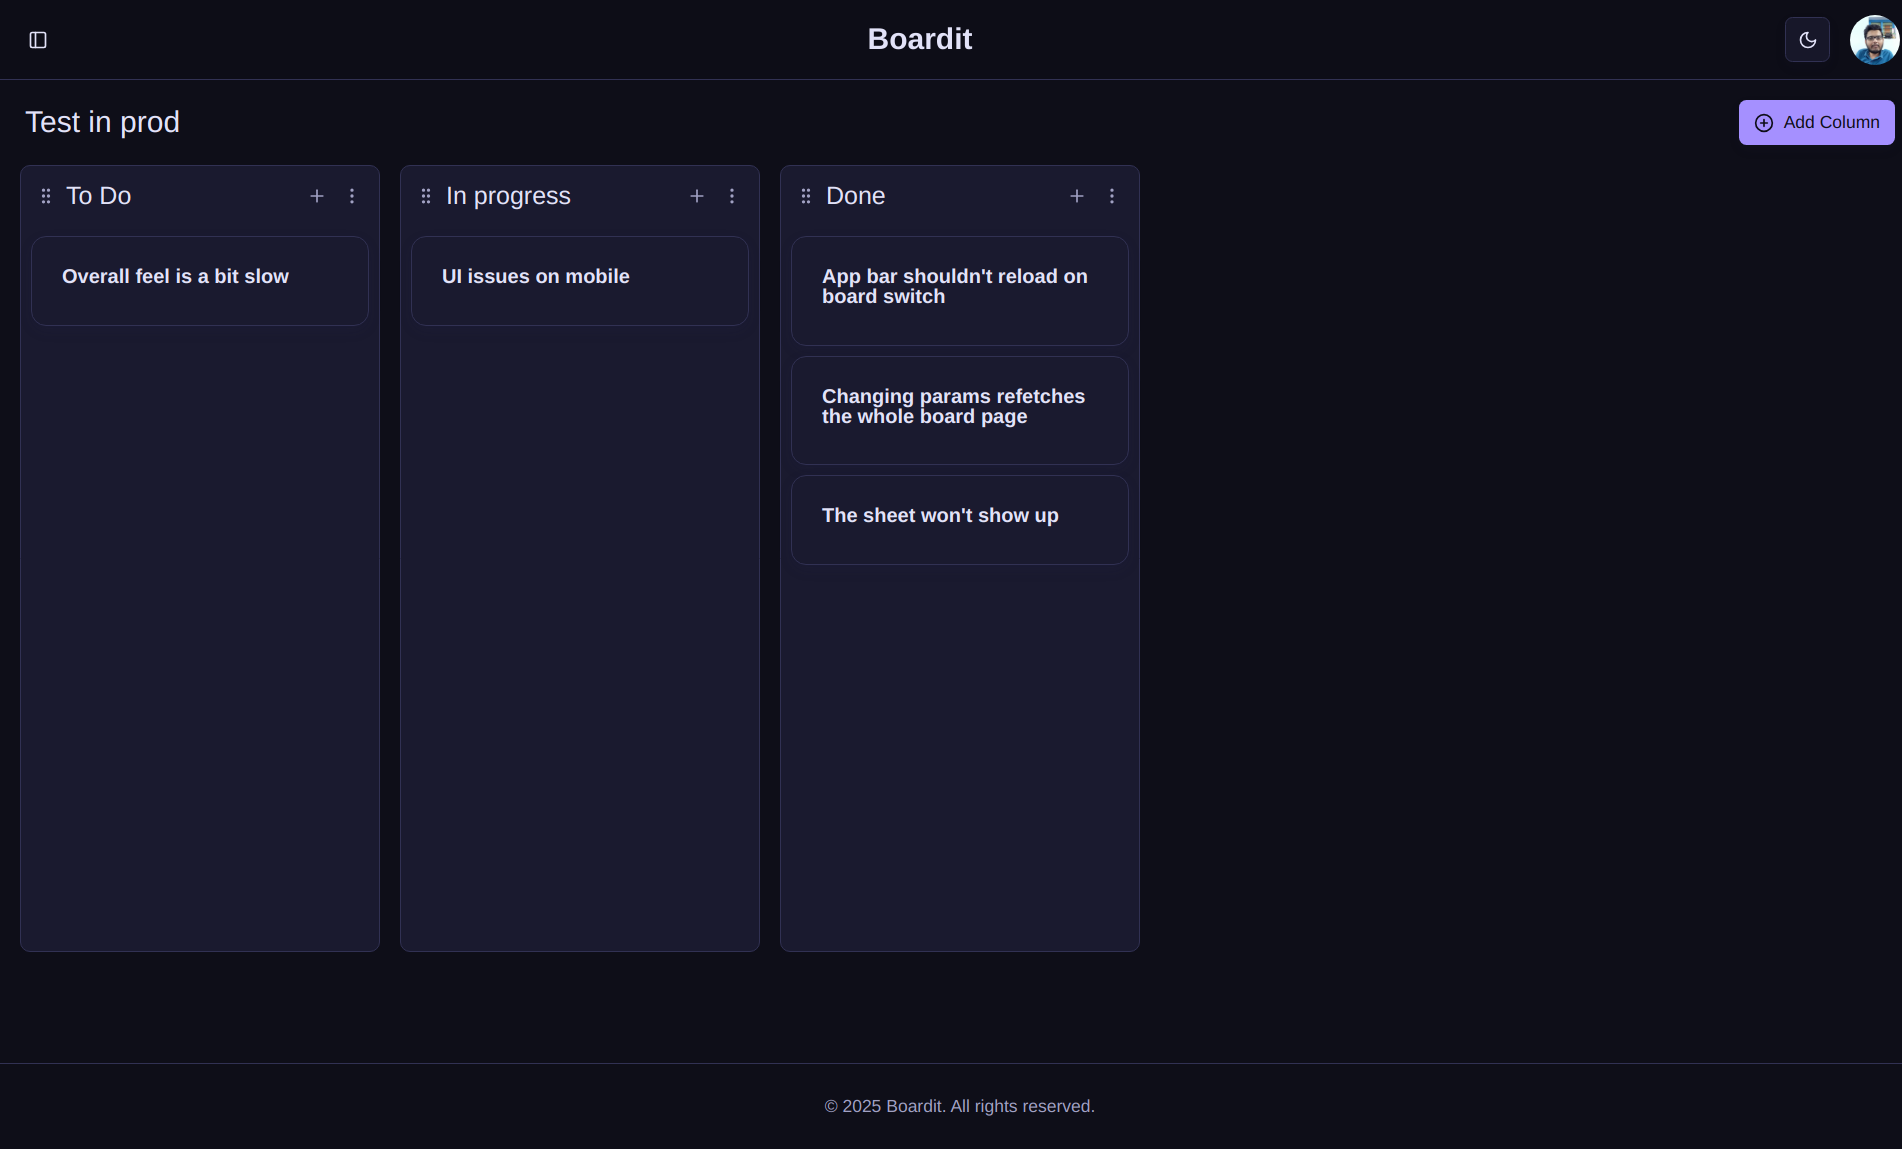 Boardit
Test in prod
Add Column
To Do
In progress
Done
Overall feel is a bit slow
UI issues on mobile
App bar shouldn't reload on
board switch
Changing params refetches
the whole board page
The sheet won't show up
© 2025 Boardit. All rights reserved.